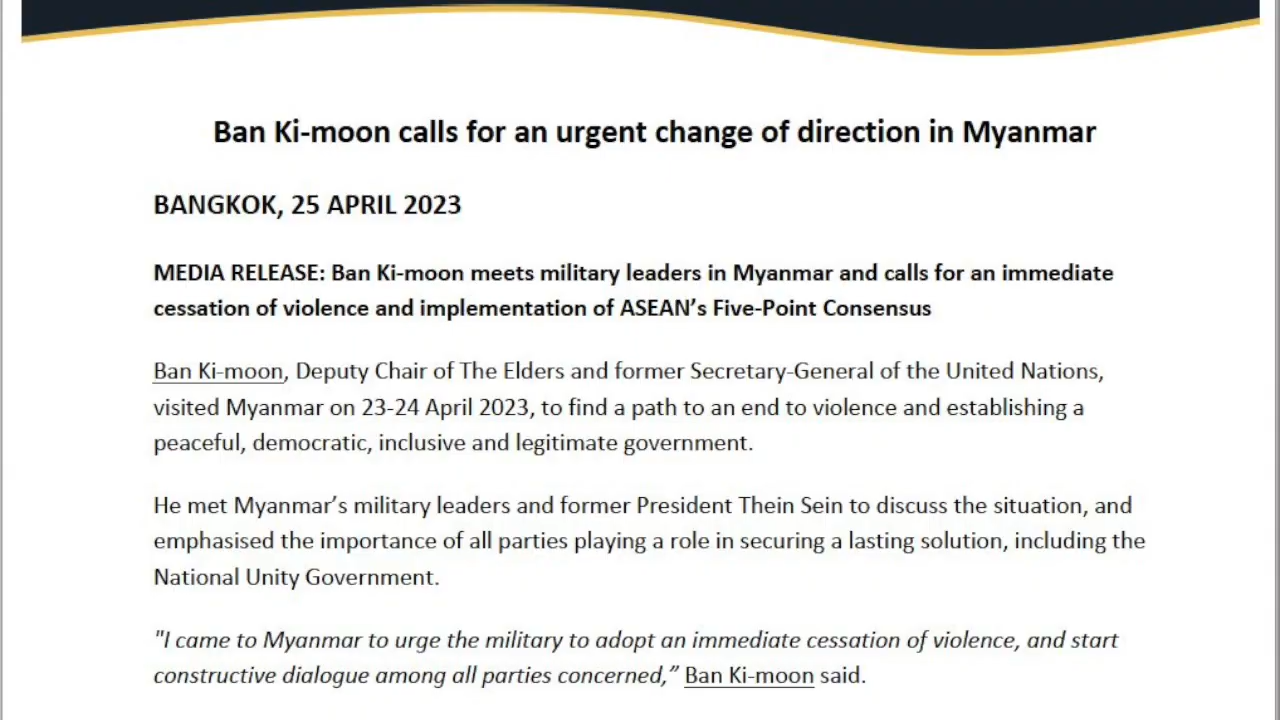 Ban Ki-moon calls for an urgent change of direction in Myanmar
BANGKOK, 25 APRIL 2023
MEDIA RELEASE: Ban Ki-moon meets military leaders in Myanmar and calls for an immediate
cessation of violence and implementation of ASEAN’s Five-Point Consensus
Ban Ki-moon, Deputy Chair of The Elders and former Secretary-General of the United Nations,
visited Myanmar on 23-24 April 2023, to find a path to an end to violence and establishing a
peaceful, democratic, inclusive and legitimate government.
He met Myanmar’s military leaders and former President Thein Sein to discuss the situation, and
emphasised the importance of all parties playing a role in securing a lasting solution, including the
National Unity Government.
"I came to Myanmar to urge the military to adopt an immediate cessation of violence, and start
constructive dialogue among all parties concerned,” Ban Ki-moon said.